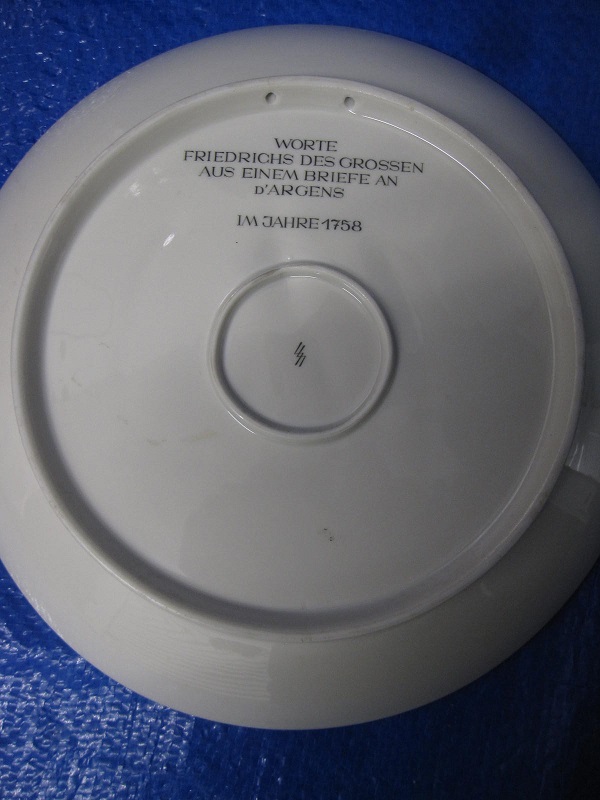 WORTE
FRIEDRICHS DES GROSSEN
AUS EINEM BRIEFE AN
D'ARGENS
IM JAHRE 1758